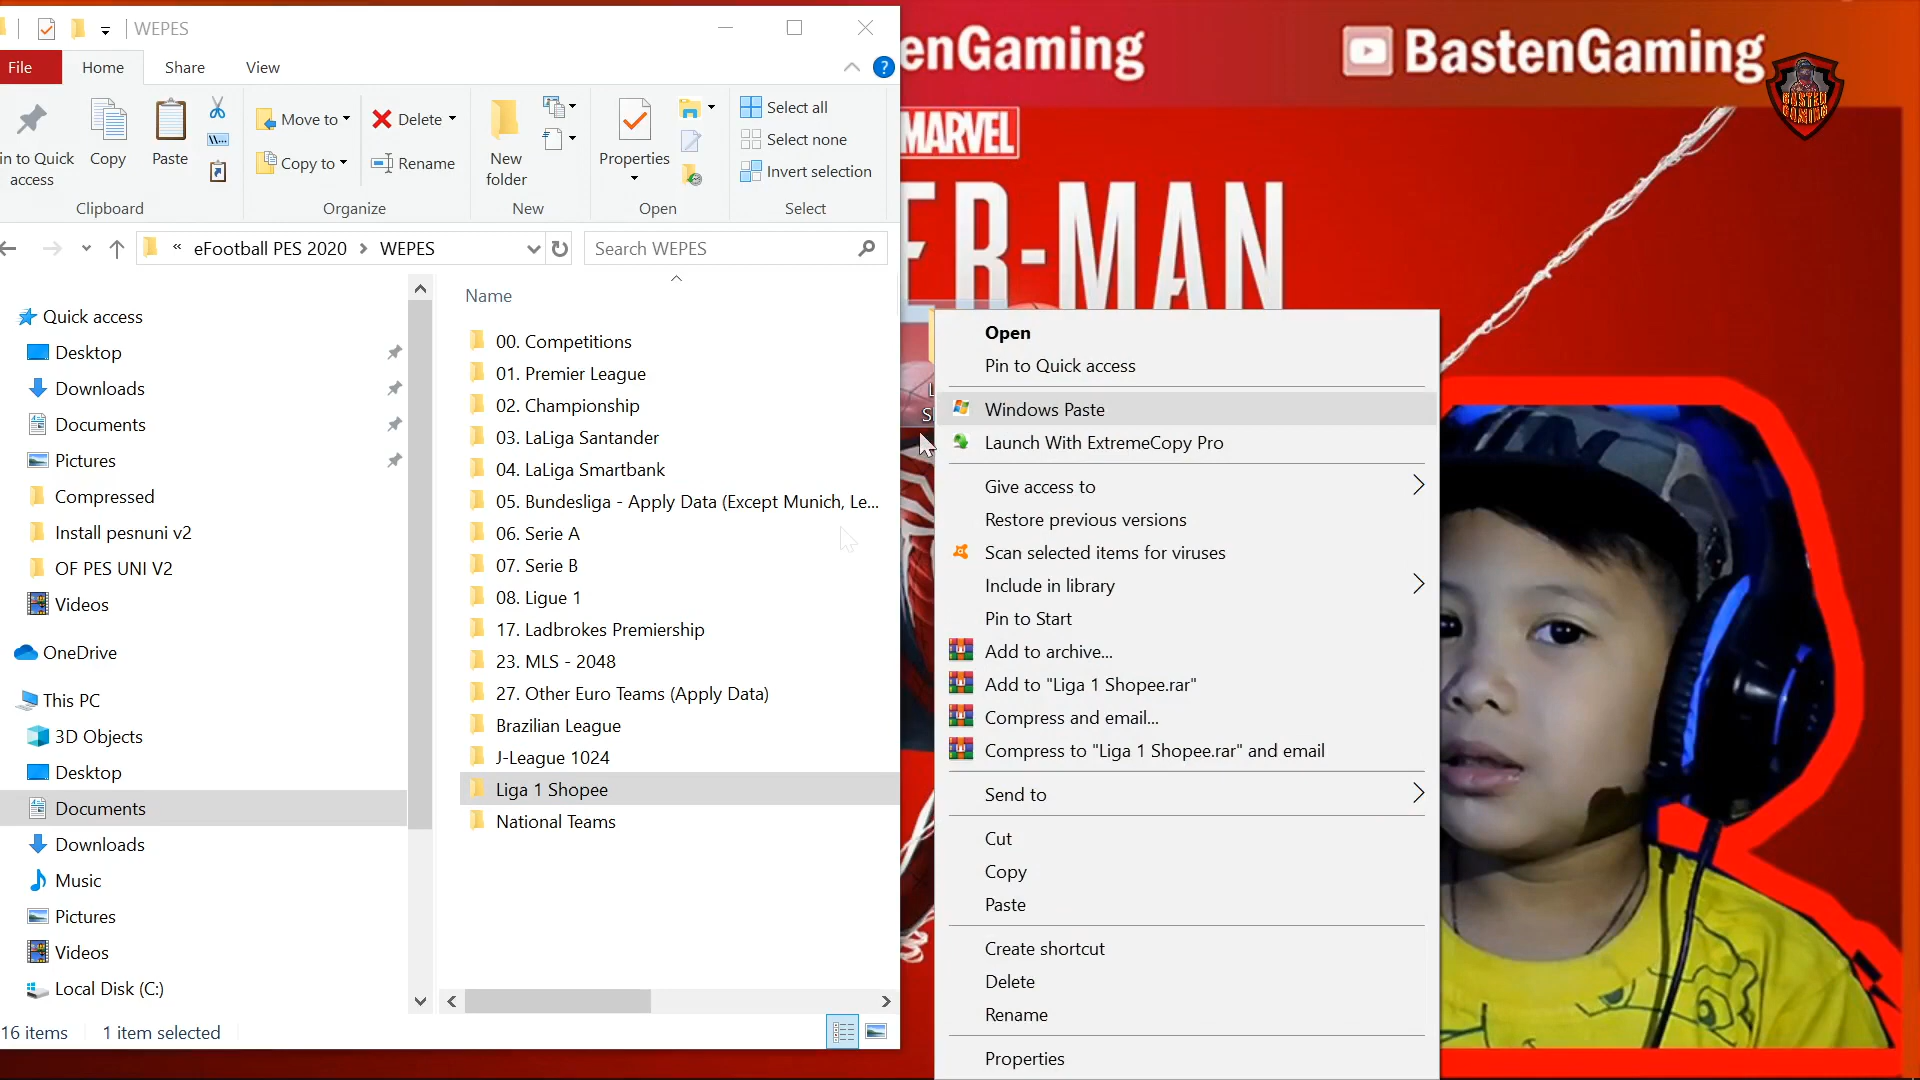 WEPES
File
Home
Share
View
in to Quick
access
Copy
Paste
Move to
Copy to
Delete
Rename
New
folder
Properties
Select all
Select none
Invert selection
Clipboard
Organize
New
Open
Select
« eFootball PES 2020 > WEPES
Search WEPES
Quick access
Desktop
Downloads
Documents
Pictures
Compressed
Install pesnuni v2
OF PES UNI V2
Videos
OneDrive
This PC
3D Objects
Desktop
Documents
Downloads
Music
Pictures
Videos
Local Disk (C:)
Name
00. Competitions
01. Premier League
02. Championship
03. LaLiga Santander
04. LaLiga Smartbank
05. Bundesliga - Apply Data (Except Munich, Le...
06. Serie A
07. Serie B
08. Ligue 1
17. Ladbrokes Premiership
23. MLS - 2048
27. Other Euro Teams (Apply Data)
Brazilian League
J-League 1024
Liga 1 Shopee
National Teams
16 items
1 item selected
enGaming
BastenGaming
BASTEN
GAMING
MARVEL
ER-MAN
Open
Pin to Quick access
Windows Paste
Launch With ExtremeCopy Pro
Give access to
Restore previous versions
Scan selected items for viruses
Include in library
Pin to Start
Add to archive...
Add to "Liga 1 Shopee.rar"
Compress and email...
Compress to "Liga 1 Shopee.rar" and email
Send to
Cut
Copy
Paste
Create shortcut
Delete
Rename
Properties